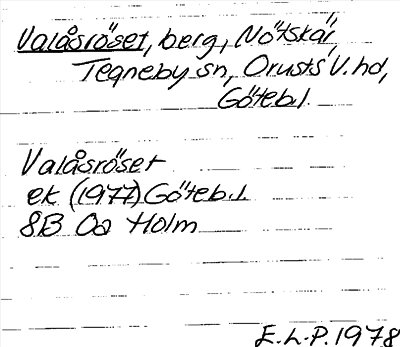 Valåsröset, berg, Nötskär,
Tegneby sn, Orusts V. hd,
Göteb.l.
Valåsröset
ek (1977) Göteb.l.
8B Oa Holm
E.L.P. 1978